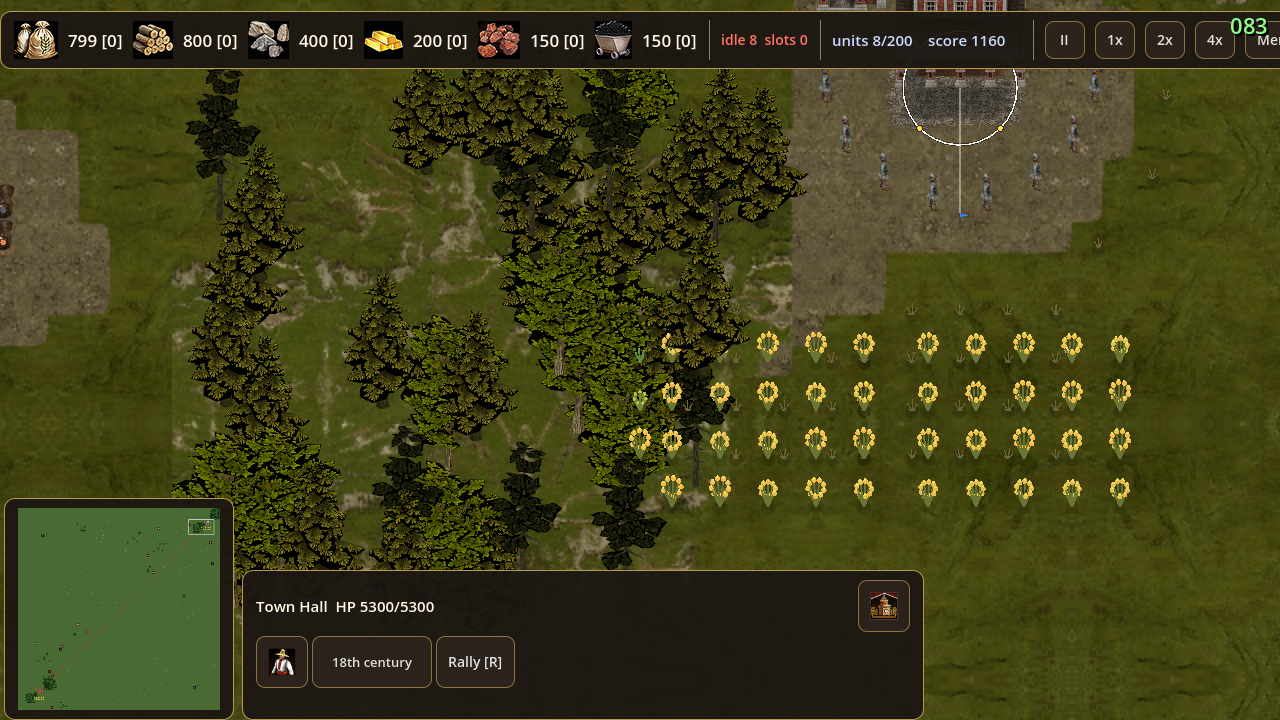 799 [0] 800 [0] 400 [0] 200 [0] 150 [0] 150 [0] idle 8 slots 0 units 8/200 score 1160 II 1x 2x 4x
083
Town Hall HP 5300/5300
18th century Rally [R]